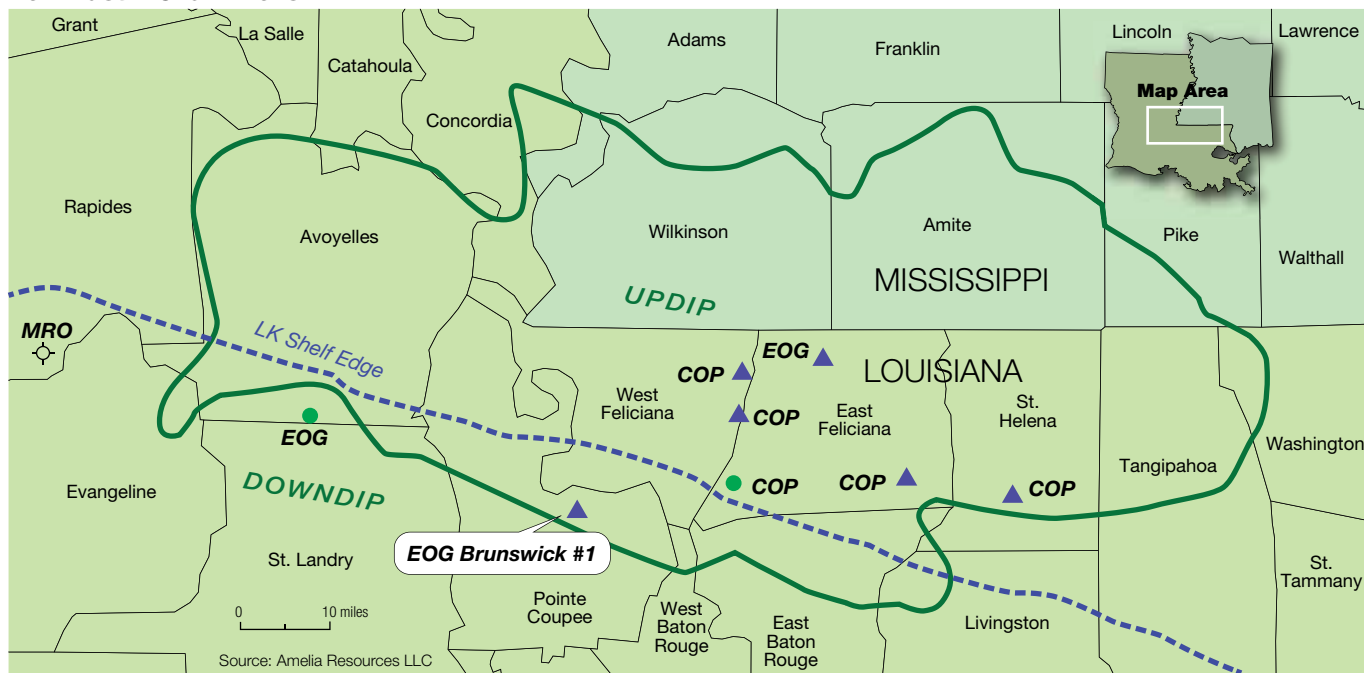 Grant
La Salle
Catahoula
Concordia
Adams
Franklin
Lincoln
Lawrence
Map Area
Rapides
Avoyelles
Wilkinson
Amite
Pike
Walthall
MISSISSIPPI
UPDIP
MRO
LK Shelf Edge
EOG
LOUISIANA
COP
West
Feliciana
COP
East
Feliciana
St.
Helena
EOG
Washington
Tangipahoa
Evangeline
DOWNDIP
COP
COP
COP
EOG Brunswick #1
St. Landry
St.
Tammany
Pointe
Coupee
West
Baton
Rouge
East
Baton
Rouge
Livingston
0 10 miles
Source: Amelia Resources LLC